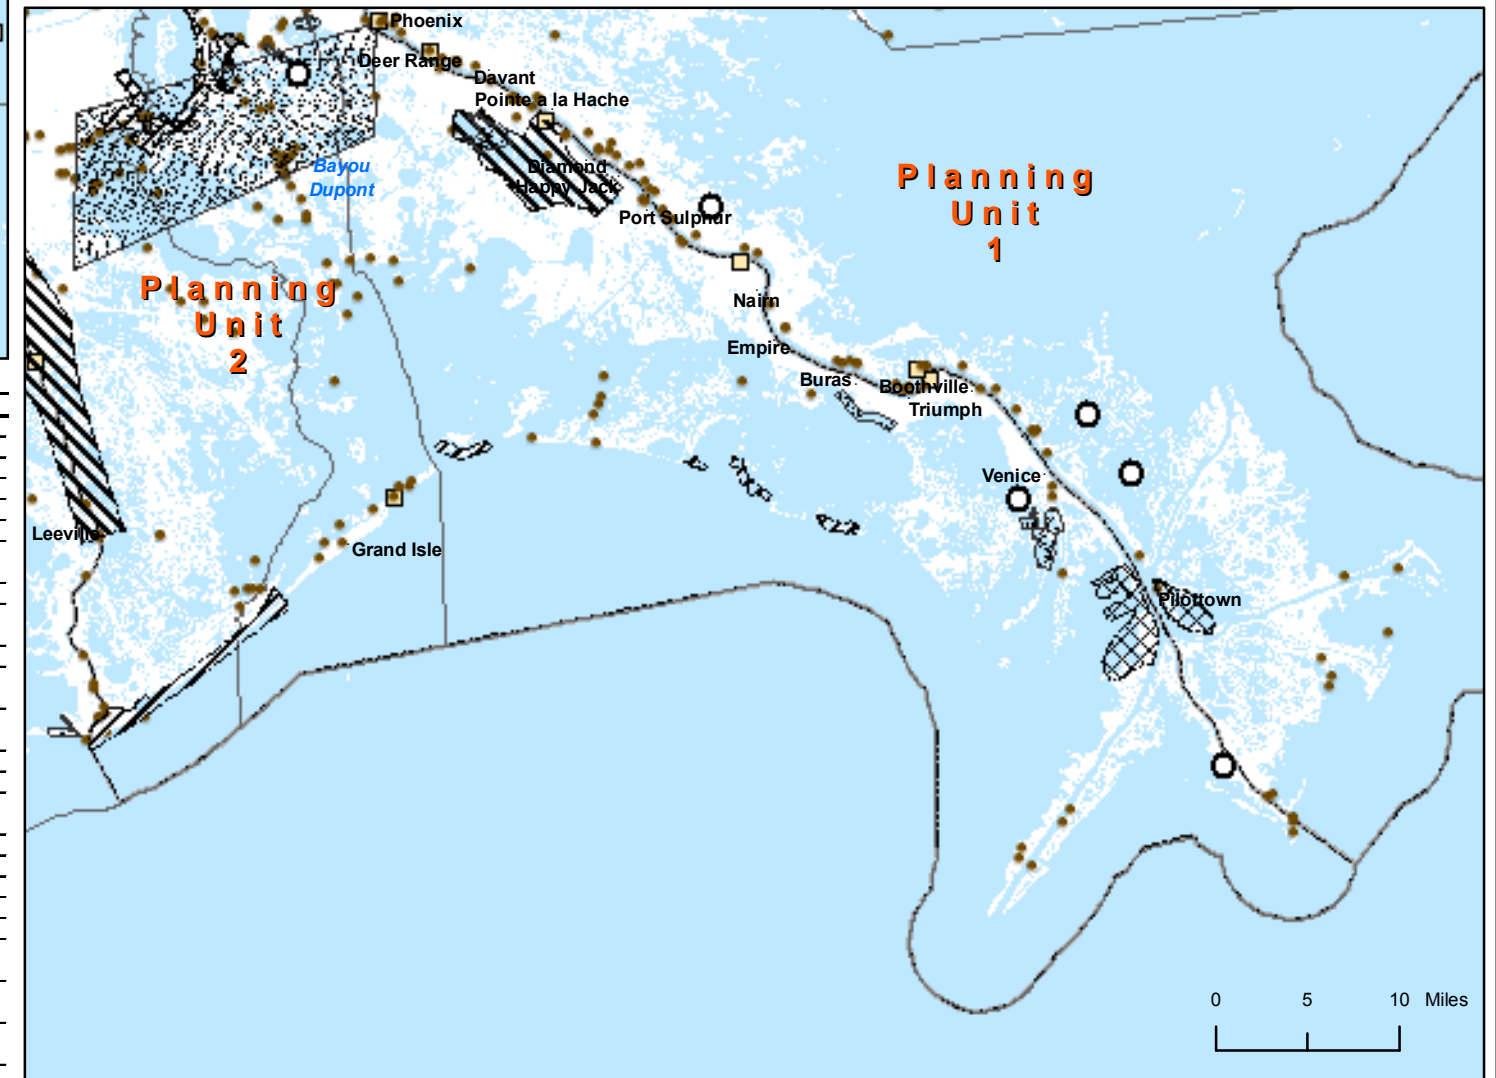 Phoenix
Deer Range
Davant
Pointe a la Hache
Bayou
Dupont
Diamond
Happy Jack
Port Sulphur
Planning
Unit
1
Planning
Unit
2
Nairn
Empire
Buras
Boothville
Triumph
Venice
Leeville
Grand Isle
Pilottown
0 5 10 Miles